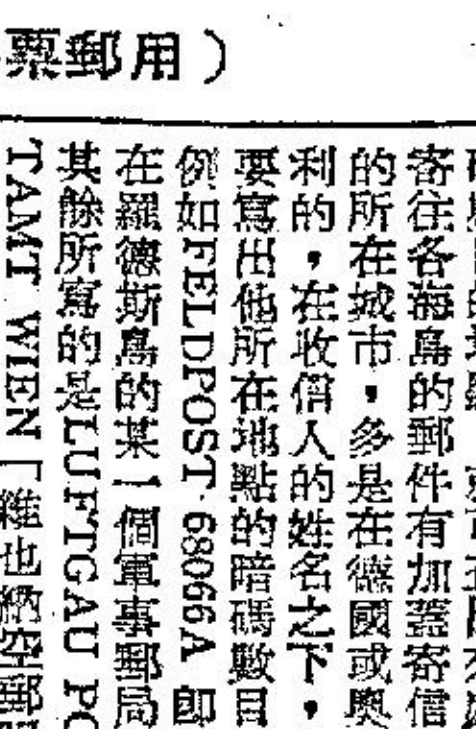 （用郵票
寄往各海島的郵件有加蓋寄信
的所在城市，多是在德國或奧
利的，在收信人的姓名之下，
要寫出他所在地點的暗碼數目
例如FELDPOST 68066A 卽
在羅德斯島的某一個軍事郵局
其餘所寫的是LUFTGAU PO
TAMT WIEN「維也納空郵